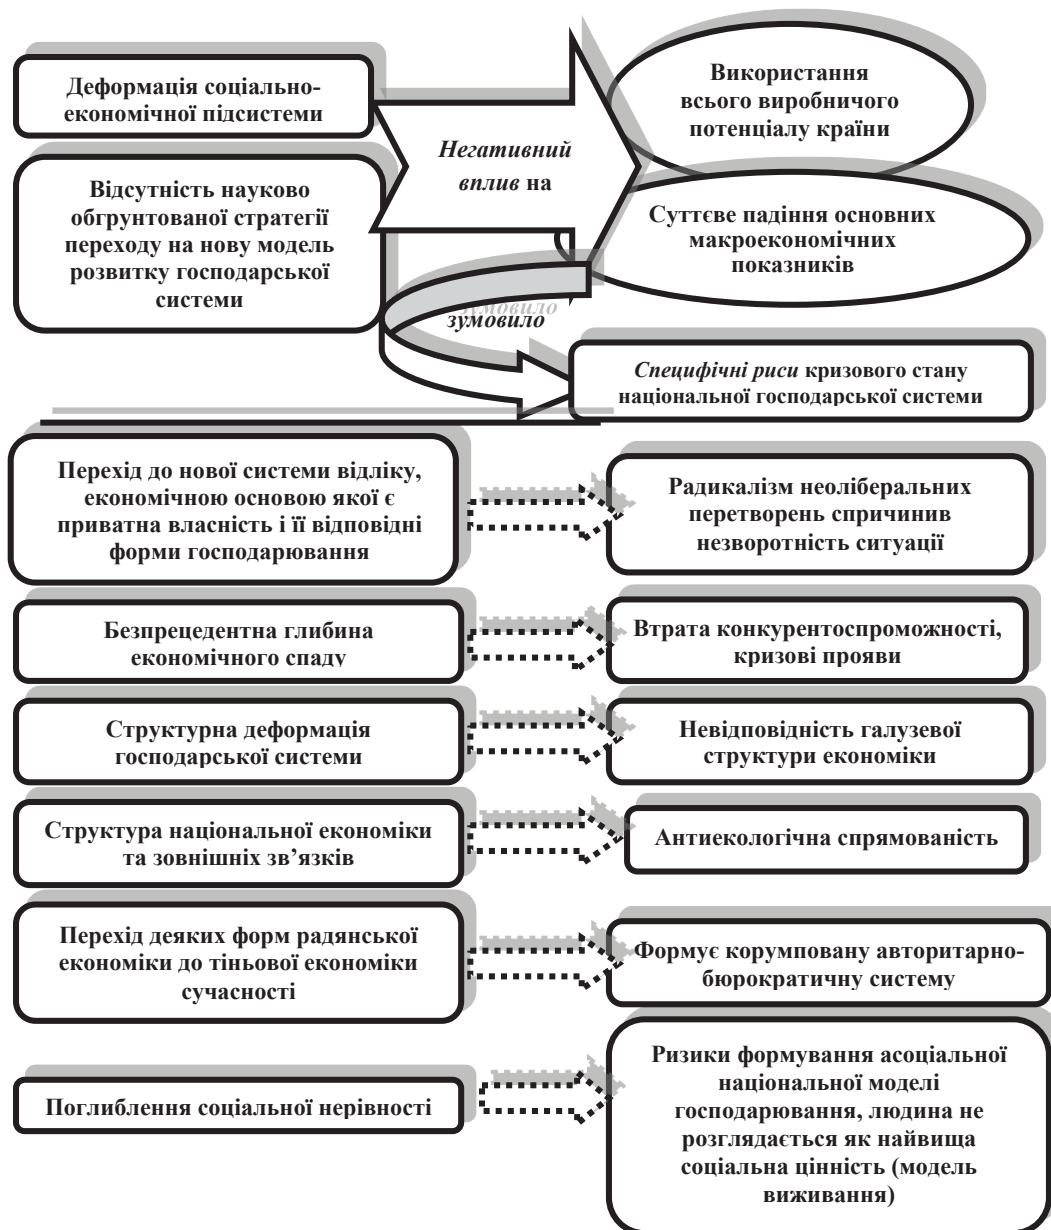 Деформація соціально-
економічної підсистеми
Відсутність науково
обгрунтованої стратегії
переходу на нову модель
розвитку господарської
системи
Негативний
вплив на
Використання
всього виробничого
потенціалу країни
Суттєве падіння основних
макроекономічних
показників
зумовило
Специфічні риси кризового стану
національної господарської системи
Перехід до нової системи відліку,
економічною основою якої є
приватна власність і її відповідні
форми господарювання
Радикалізм неоліберальних
перетворень спричинив
незворотність ситуації
Безпрецедентна глибина
економічного спаду
Втрата конкурентоспроможності,
кризові прояви
Структурна деформація
господарської системи
Невідповідність галузевої
структури економіки
Структура національної економіки
та зовнішніх зв’язків
Антиекологічна спрямованість
Перехід деяких форм радянської
економіки до тіньової економіки
сучасності
Формує корумповану авторитарно-
бюрократичну систему
Поглиблення соціальної нерівності
Ризики формування асоціальної
національної моделі
господарювання, людина не
розглядається як найвища
соціальна цінність (модель
виживання)